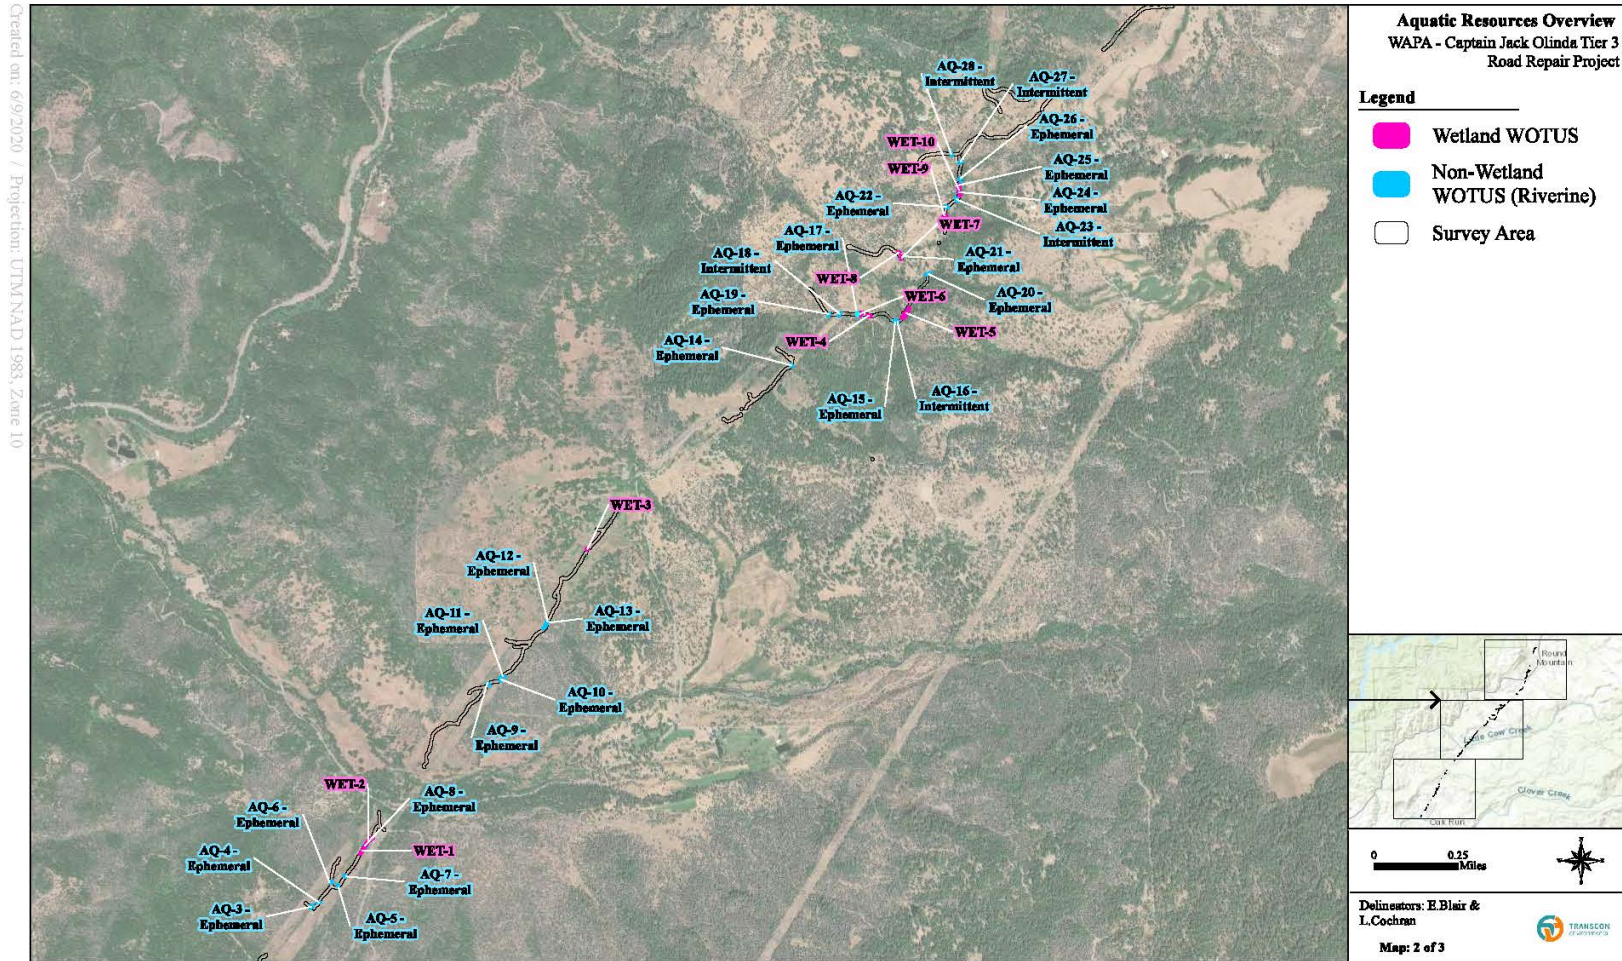 Created on: 6/9/2020 / Projection: UTM NAD 1983, Zone 10
Aquatic Resources Overview
WAPA - Captain Jack Olinda Tier 3
Road Repair Project
Legend
Wetland WOTUS
Non-Wetland
WOTUS (Riverine)
Survey Area
AQ-28 -
Intermittent
AQ-27 -
Intermittent
AQ-26 -
Ephemeral
WET-10
WET-9
AQ-25 -
Ephemeral
AQ-24 -
Ephemeral
AQ-22 -
Ephemeral
WET-7
AQ-23 -
Intermittent
AQ-17 -
Ephemeral
AQ-18 -
Intermittent
AQ-21 -
Ephemeral
WET-8
AQ-19 -
Ephemeral
WET-6
AQ-20 -
Ephemeral
WET-5
WET-4
AQ-14 -
Ephemeral
AQ-15 -
Ephemeral
AQ-16 -
Intermittent
WET-3
AQ-12 -
Ephemeral
AQ-11 -
Ephemeral
AQ-13 -
Ephemeral
AQ-10 -
Ephemeral
AQ-9 -
Ephemeral
WET-2
AQ-8 -
Ephemeral
AQ-6 -
Ephemeral
AQ-4 -
Ephemeral
WET-1
AQ-7 -
Ephemeral
AQ-3 -
Ephemeral
AQ-5 -
Ephemeral
Round
Mountain
Little Cow Creek
Clover Creek
Oak Run
0 0.25
Miles
Delineators: E.Blair &
L.Cochran
Map: 2 of 3
TRANSCON